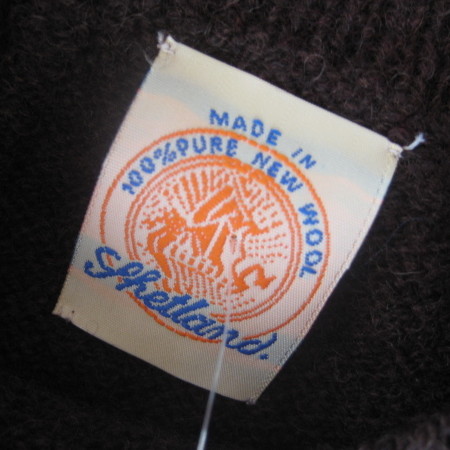 MADE IN
100% PURE NEW WOOL
Shetland.